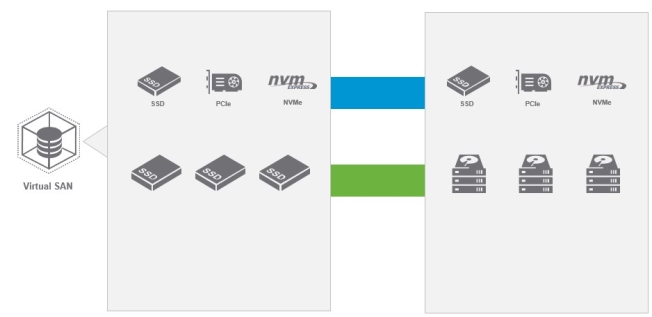 nvm
EXPRESS
nvm
EXPRESS
SSD
SSD
SSD PCIe NVMe
SSD PCIe NVMe
Virtual SAN
SSD SSD SSD